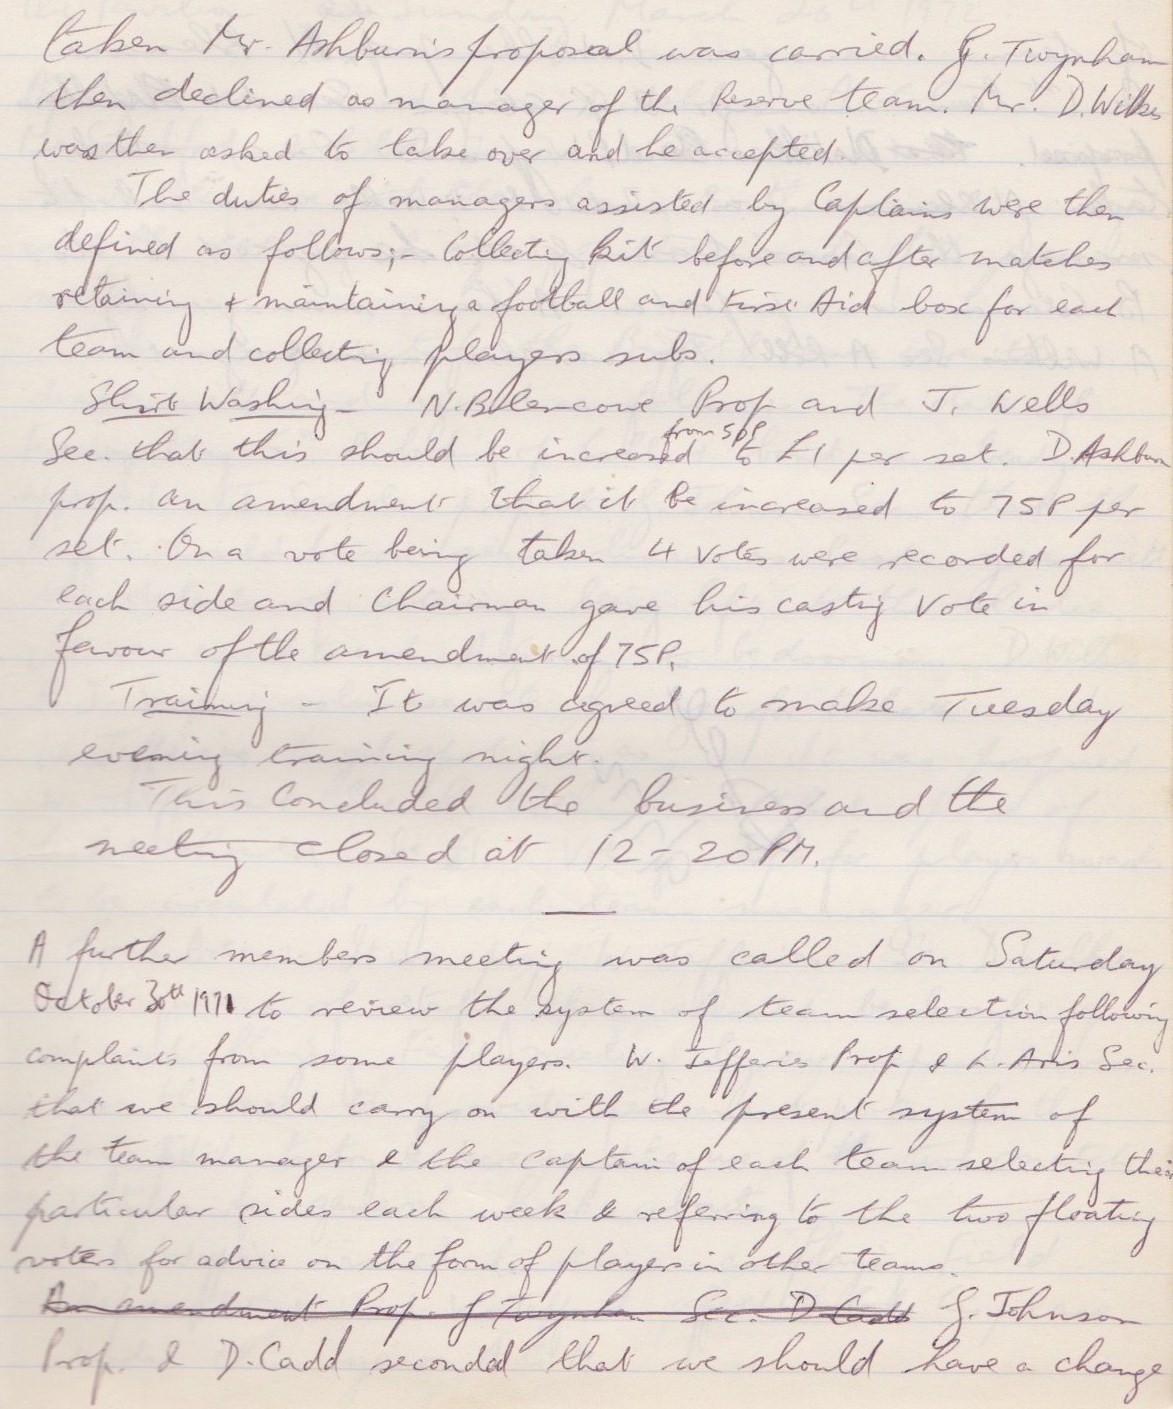 taken Mr. Ashburn's proposal was carried. G. Twynham
then declined as manager of the Reserve team. Mr. D. Wilkes
was then asked to take over and he accepted.
The duties of managers assisted by Captains were then
defined as follows;- Collecting kit before and after matches
retaining & maintaining a football and First Aid box for each
team and collecting players subs.
Shirt Washing - N. Blencowe Prop and J. Wells
Sec. that this should be increased from 50P to £1 per set. D. Ashburn
prop. an amendment that it be increased to 75P per
set. On a vote being taken 4 votes were recorded for
each side and Chairman gave his casting Vote in
favour of the amendment of 75P.
Training - It was agreed to make Tuesday
evening training night.
This Concluded the business and the
meeting closed at 12-20 PM.
A further members meeting was called on Saturday
October 30th 1971 to review the system of team selection following
complaints from some players. W. Jefferies Prop & L. Aris Sec.
that we should carry on with the present system of
the team manager & the Captain of each team selecting their
particular sides each week & referring to the two floating
voters for advice on the form of players in other teams.
An amendment Prop. G Twynham Sec. D Cadd G. Johnson
Prop. & D. Cadd seconded that we should have a change